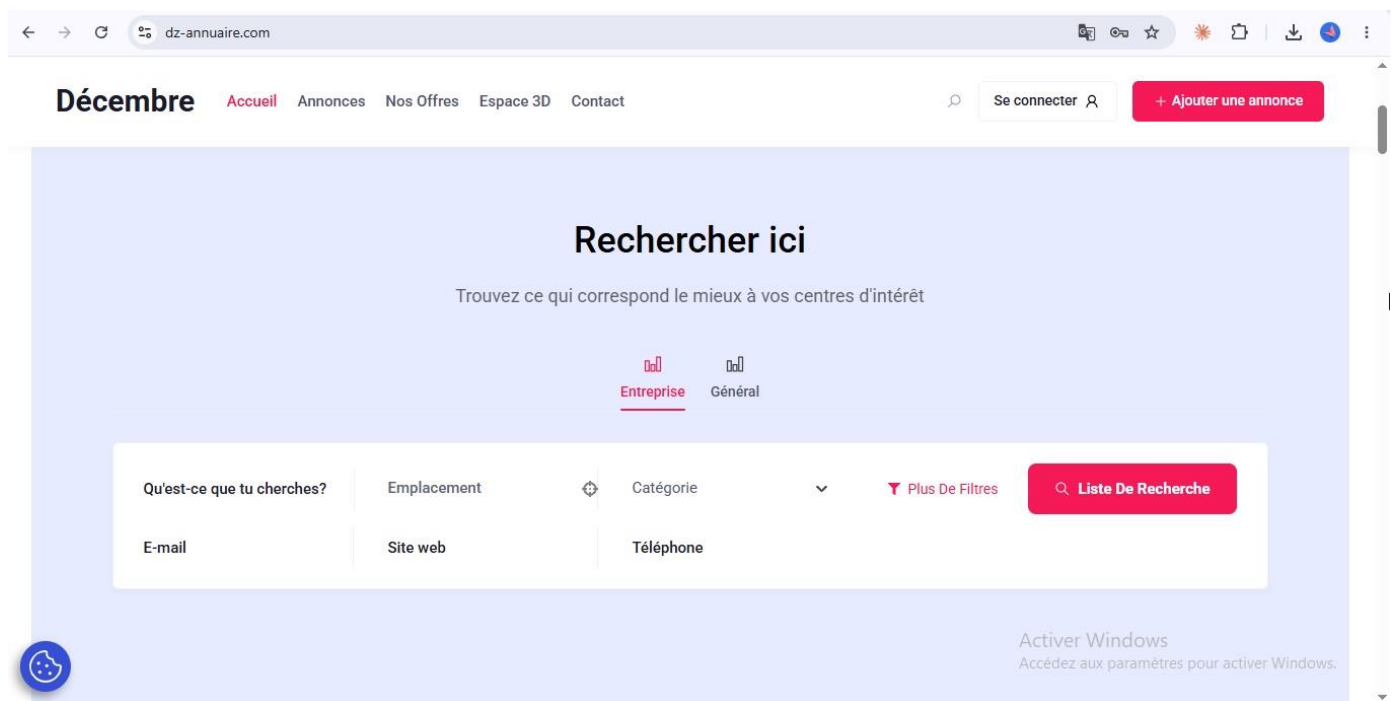 dz-annuaire.com
Décembre Accueil Annonces Nos Offres Espace 3D Contact Se connecter + Ajouter une annonce
Rechercher ici
Trouvez ce qui correspond le mieux à vos centres d'intérêt
Entreprise Général
Qu'est-ce que tu cherches? Emplacement Catégorie Plus De Filtres Liste De Recherche
E-mail Site web Téléphone
Activer Windows
Accédez aux paramètres pour activer Windows.